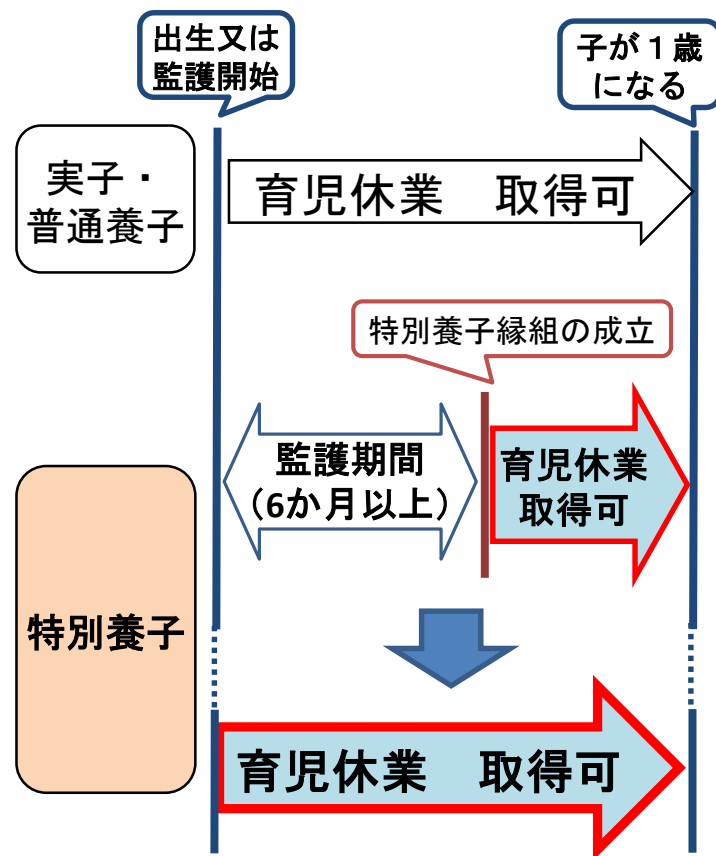 出生又は
監護開始
子が１歳
になる
実子・
普通養子
育児休業　取得可
特別養子縁組の成立
監護期間
（6か月以上）
育児休業
取得可
特別養子
育児休業　取得可